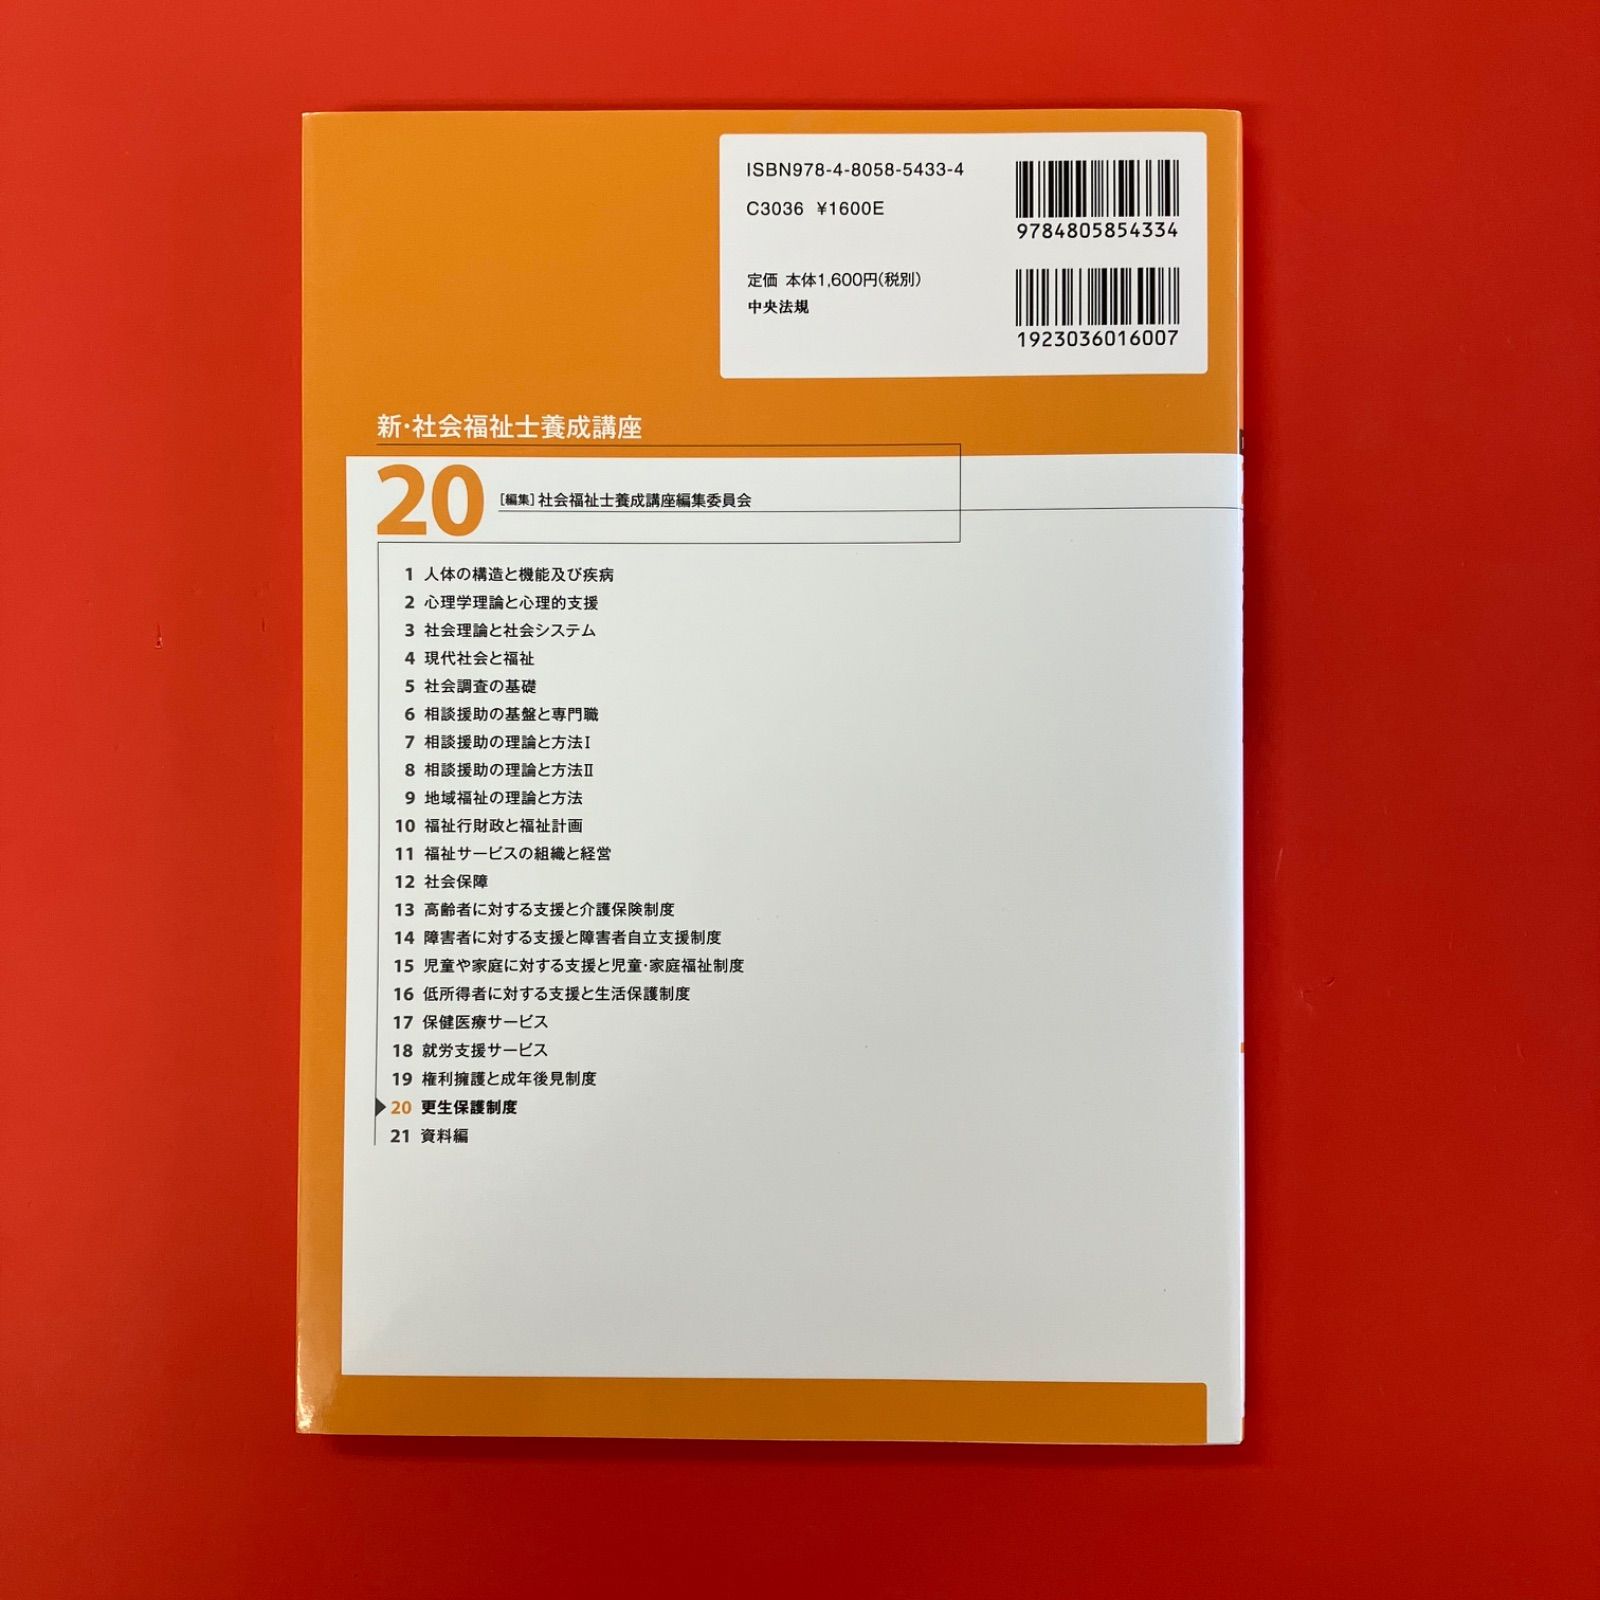 ISBN978-4-8058-5433-4
C3036 ¥1600E
9784805854334
定価 本体1,600円(税別)
中央法規
1923036016007
新・社会福祉士養成講座
20
[編集]社会福祉士養成講座編集委員会
1 人体の構造と機能及び疾病
2 心理学理論と心理的支援
3 社会理論と社会システム
4 現代社会と福祉
5 社会調査の基礎
6 相談援助の基盤と専門職
7 相談援助の理論と方法Ⅰ
8 相談援助の理論と方法Ⅱ
9 地域福祉の理論と方法
10 福祉行財政と福祉計画
11 福祉サービスの組織と経営
12 社会保障
13 高齢者に対する支援と介護保険制度
14 障害者に対する支援と障害者自立支援制度
15 児童や家庭に対する支援と児童・家庭福祉制度
16 低所得者に対する支援と生活保護制度
17 保健医療サービス
18 就労支援サービス
19 権利擁護と成年後見制度
20 更生保護制度
21 資料編